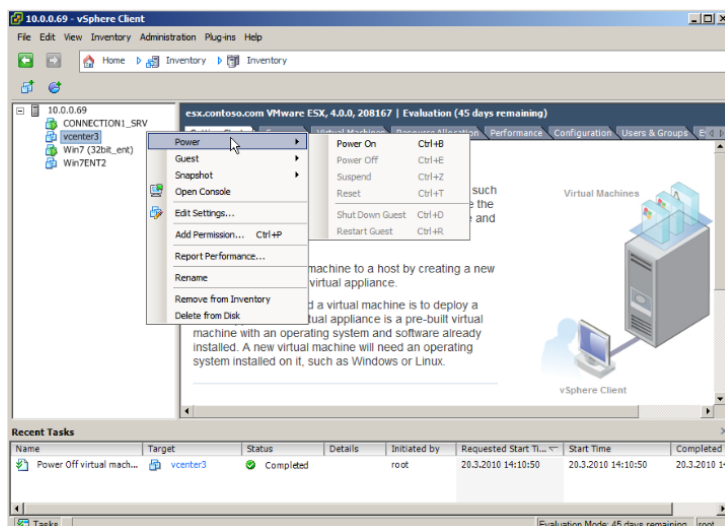 10.0.0.69 - vSphere Client
File Edit View Inventory Administration Plug-ins Help
Home Inventory Inventory
10.0.0.69
CONNECTION1_SRV
vcenter3
Win7 (32bit_ent)
Win7ENT2
esx.contoso.com VMware ESX, 4.0.0, 208167 | Evaluation (45 days remaining)
Virtual Machines Resource Allocation Performance Configuration Users & Groups
Power
Guest
Snapshot
Open Console
Edit Settings...
Add Permission... Ctrl+P
Report Performance...
Rename
Remove from Inventory
Delete from Disk
Power On Ctrl+B
Power Off Ctrl+E
Suspend Ctrl+Z
Reset Ctrl+T
Shut Down Guest Ctrl+D
Restart Guest Ctrl+R
such
the
and
machine to a host by creating a new
virtual appliance.
d a virtual machine is to deploy a
appliance is a pre-built virtual
machine with an operating system and software already
installed. A new virtual machine will need an operating
system installed on it, such as Windows or Linux.
Virtual Machines
vSphere Client
Recent Tasks
Name Target Status Details Initiated by Requested Start Ti... Start Time Completed
Power Off virtual mach... vcenter3 Completed root 20.3.2010 14:10:50 20.3.2010 14:10:50 20.3.2010 14
Tasks Evaluation Mode: 45 days remaining root